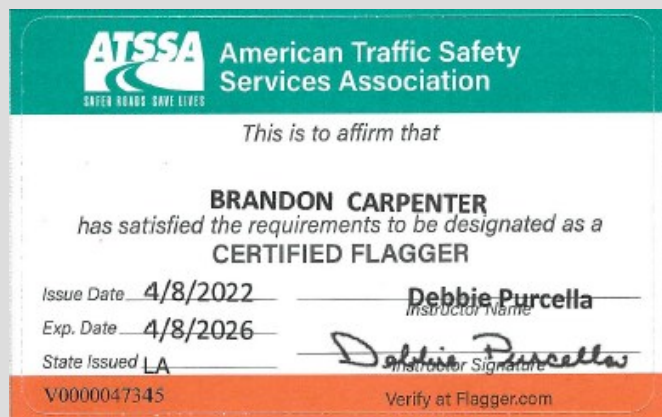 ATSSA
SAFER ROADS SAVE LIVES
American Traffic Safety
Services Association
This is to affirm that
BRANDON CARPENTER
has satisfied the requirements to be designated as a
CERTIFIED FLAGGER
Issue Date 4/8/2022
Debbie Purcella
Instructor Name
Exp. Date 4/8/2026
Debbie Purcella
Instructor Signature
State Issued LA
V0000047345
Verify at Flagger.com